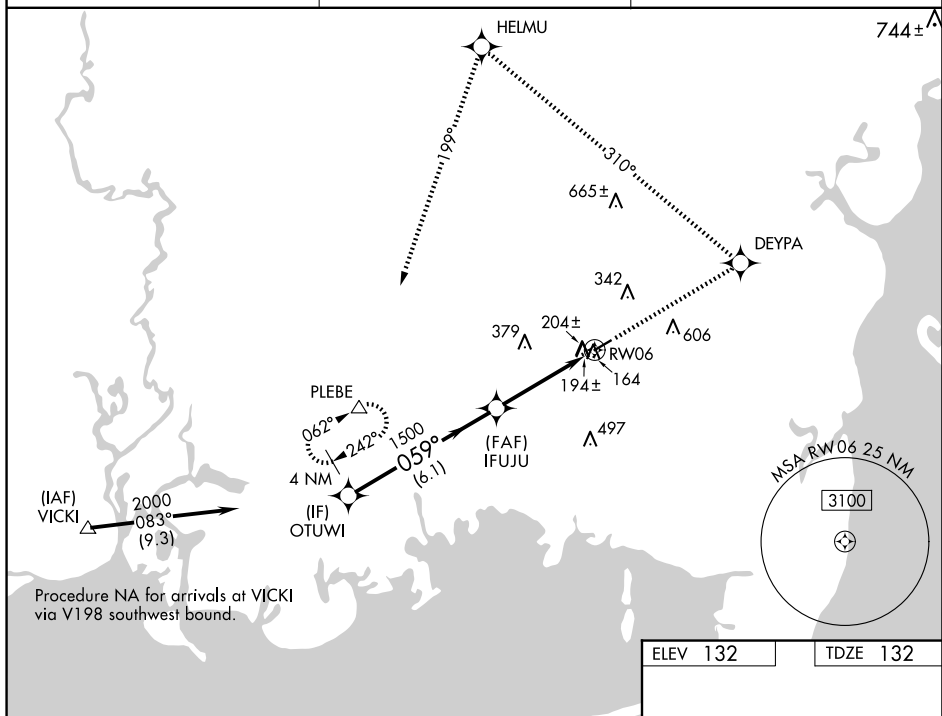 HELMU
744±
199°
310°
665±
DEYPA
342
379
204±
606
RW06
194±
164
PLEBE
062°
242°
1500
059°
(6.1)
4 NM
(FAF)
IFUJU
497
(IF)
OTUWI
(IAF)
VICKI
2000
083°
(9.3)
MSA RW06 25 NM
3100
Procedure NA for arrivals at VICKI
via V198 southwest bound.
ELEV 132
TDZE 132